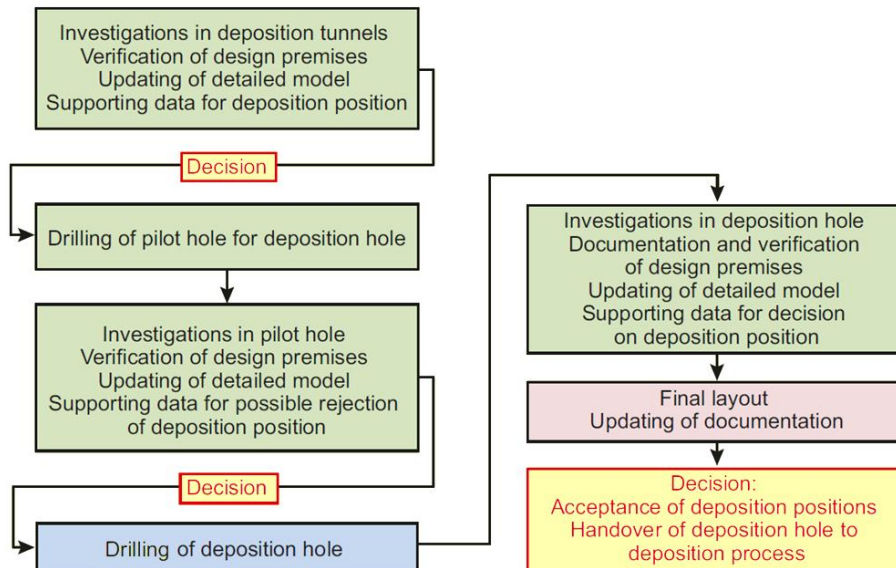 Investigations in deposition tunnels
Verification of design premises
Updating of detailed model
Supporting data for deposition position
Decision
Drilling of pilot hole for deposition hole
Investigations in pilot hole
Verification of design premises
Updating of detailed model
Supporting data for possible rejection
of deposition position
Decision
Drilling of deposition hole
Investigations in deposition hole
Documentation and verification
of design premises
Updating of detailed model
Supporting data for decision
on deposition position
Final layout
Updating of documentation
Decision:
Acceptance of deposition positions
Handover of deposition hole to
deposition process